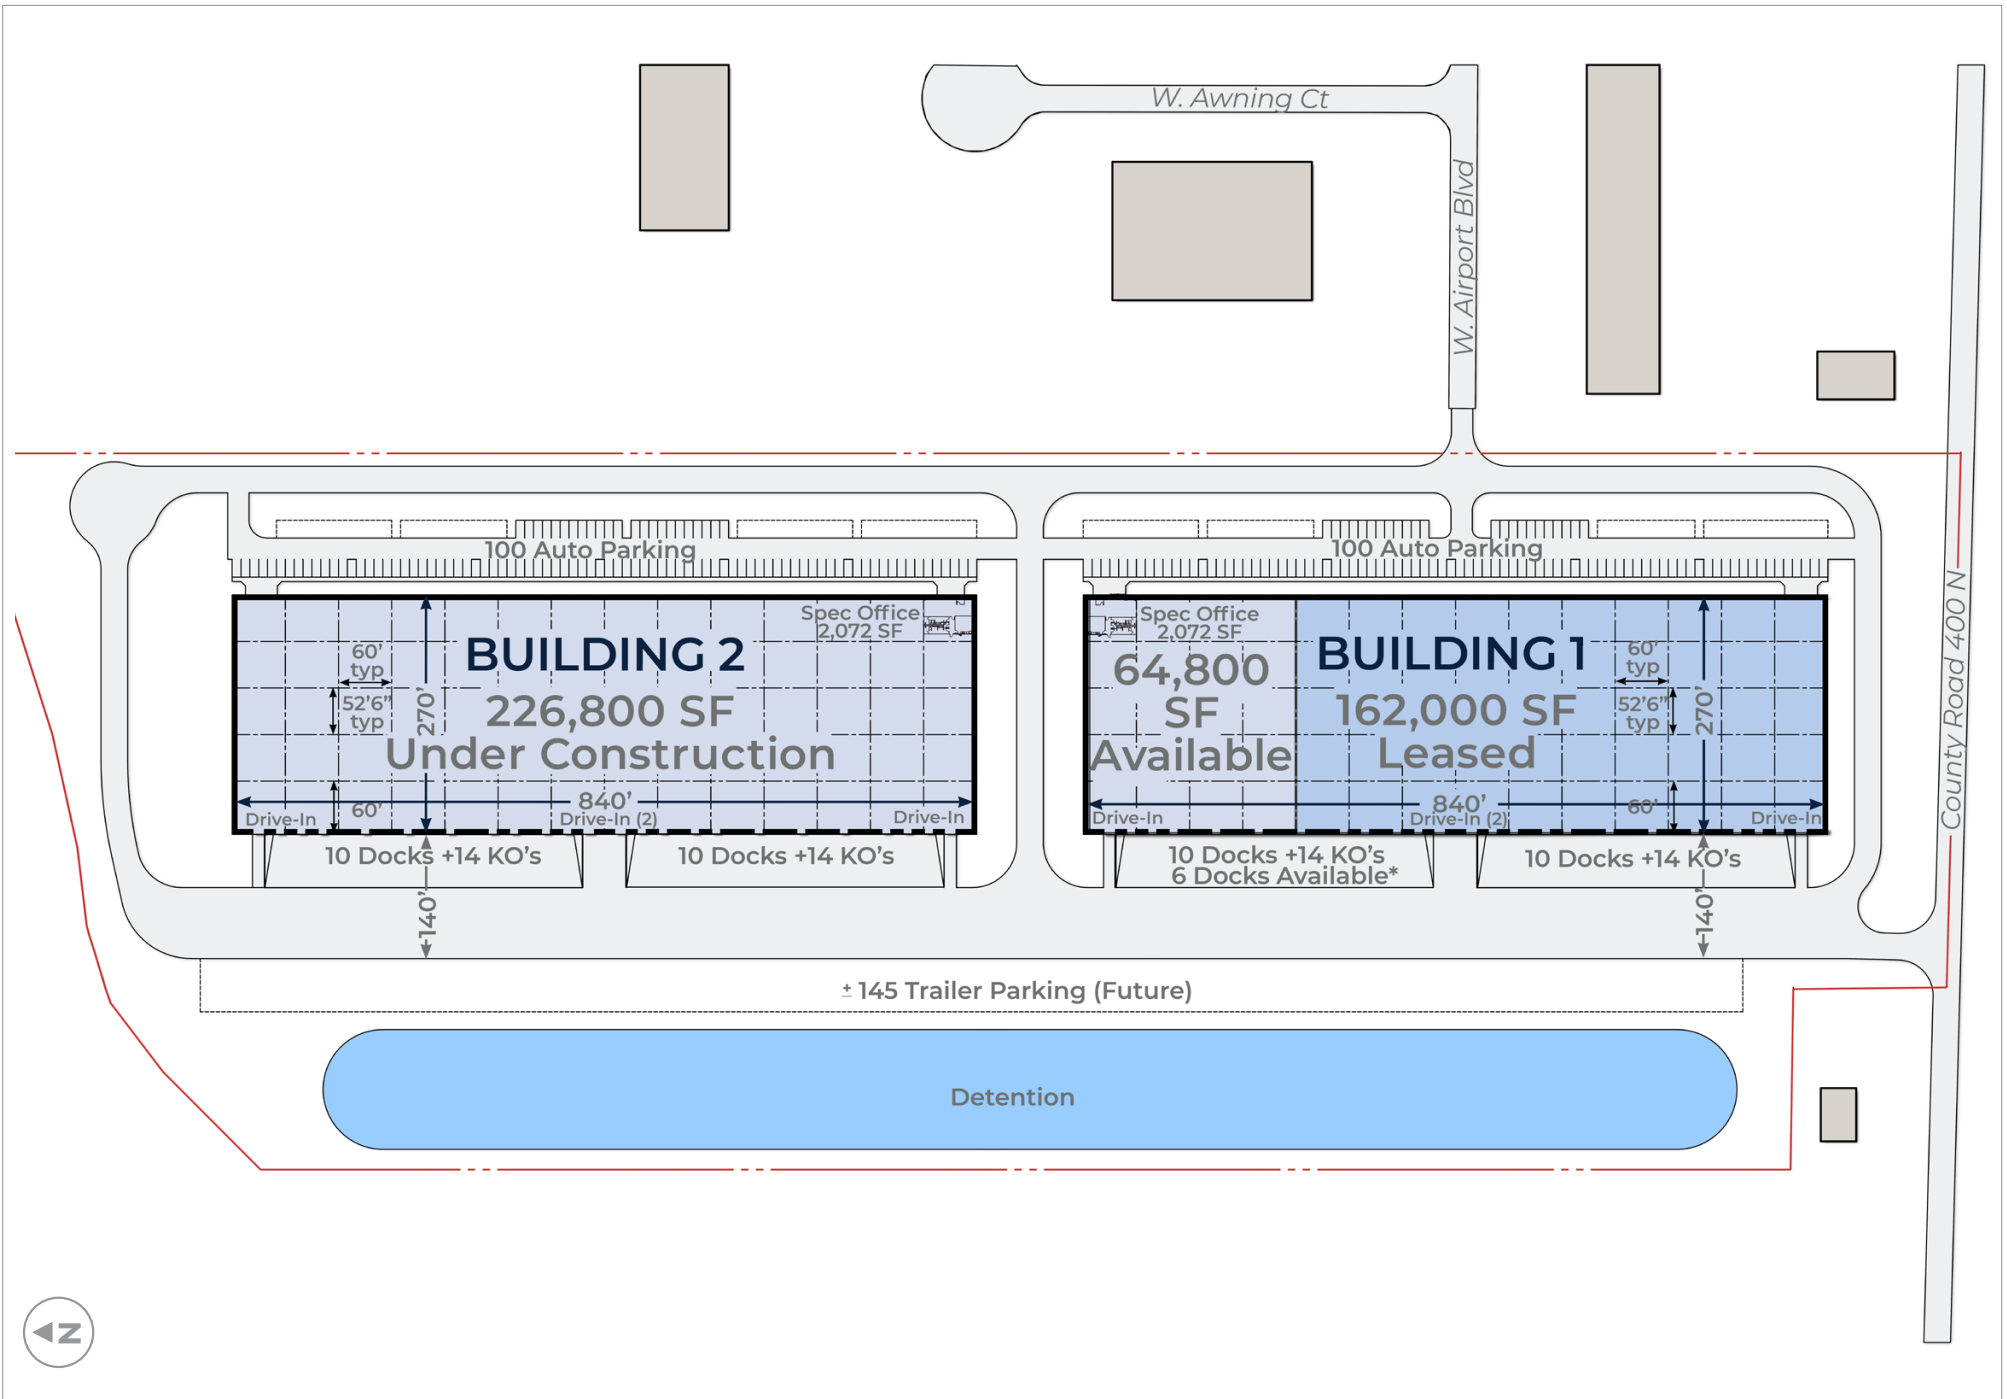 W. Awning Ct
W. Airport Blvd
County Road 400 N
100 Auto Parking
100 Auto Parking
Spec Office
2,072 SF
BUILDING 2
226,800 SF
Under Construction
60'
typ
52'6"
typ
270'
60'
840'
Drive-In
Drive-In (2)
Drive-In
10 Docks +14 KO's
10 Docks +14 KO's
140'
Spec Office
2,072 SF
64,800
SF
Available
BUILDING 1
162,000 SF
Leased
60'
typ
52'6"
typ
270'
60'
840'
Drive-In
Drive-In (2)
Drive-In
10 Docks +14 KO's
6 Docks Available*
10 Docks +14 KO's
140'
± 145 Trailer Parking (Future)
Detention
N